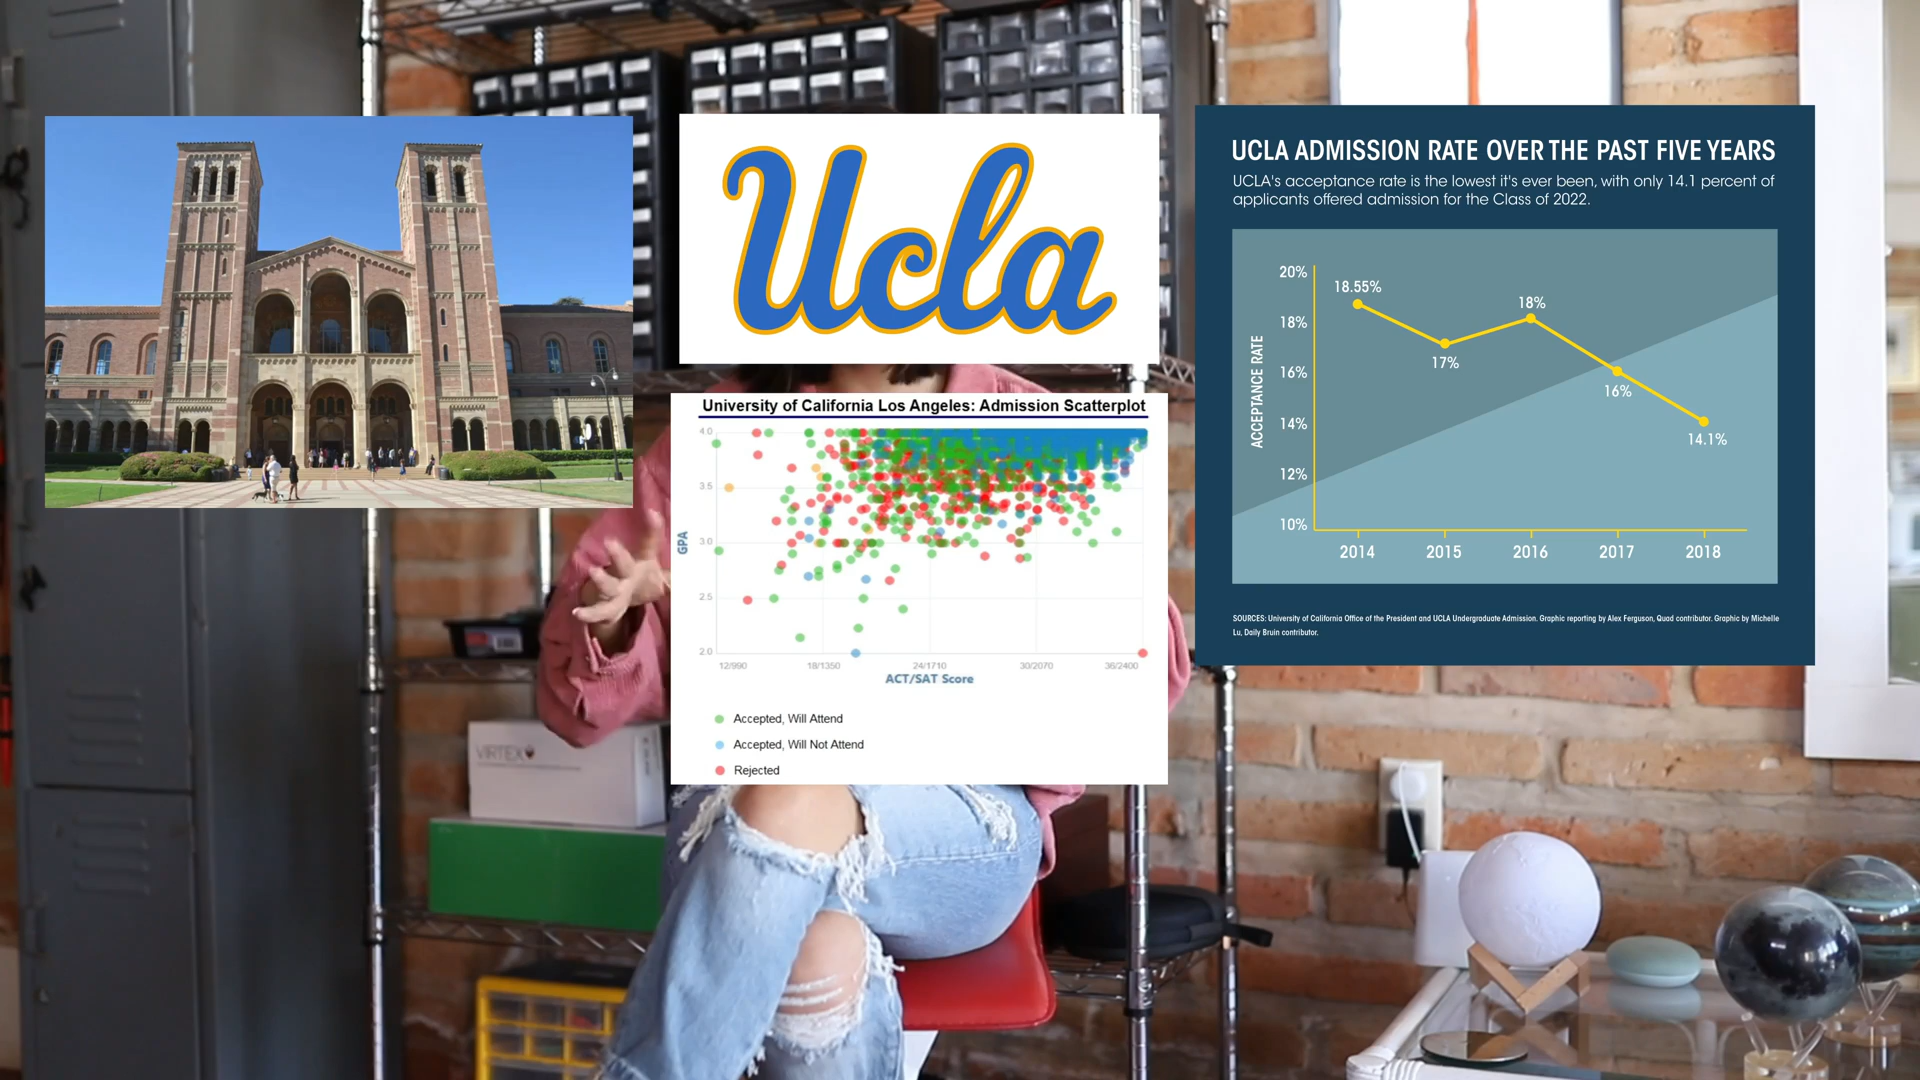 Ucla
UCLA ADMISSION RATE OVER THE PAST FIVE YEARS
UCLA's acceptance rate is the lowest it's ever been, with only 14.1 percent of
applicants offered admission for the Class of 2022.
20%
18%
16%
14%
12%
10%
ACCEPTANCE RATE
18.55%
17%
18%
16%
14.1%
2014 2015 2016 2017 2018
SOURCES: University of California Office of the President and UCLA Undergraduate Admission. Graphic reporting by Alex Ferguson, Quad contributor. Graphic by Michelle
Lu, Daily Bruin contributor.
University of California Los Angeles: Admission Scatterplot
4.0
3.5
3.0
2.5
2.0
GPA
12/990 18/1350 24/1710 30/2070 36/2400
ACT/SAT Score
Accepted, Will Attend
Accepted, Will Not Attend
Rejected
VIRTEX